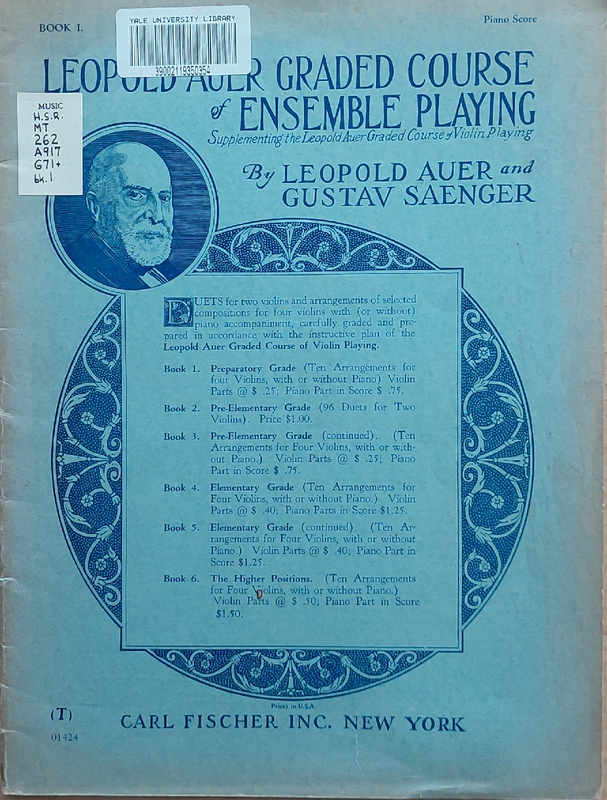 BOOK I.
YALE UNIVERSITY LIBRARY
39002119950354
Piano Score
LEOPOLD AUER GRADED COURSE
of ENSEMBLE PLAYING
Supplementing the Leopold Auer Graded Course of Violin Playing
MUSIC
H.S.R.
MT
262
A917
G71+
bk.1
By LEOPOLD AUER and
GUSTAV SAENGER
DUETS for two violins and arrangements of selected
compositions for four violins with (or without)
piano accompaniment; carefully graded and pre-
pared in accordance with the instructive plan of the
Leopold Auer Graded Course of Violin Playing.
Book 1. Preparatory Grade (Ten Arrangements for
four Violins, with or without Piano) Violin
Parts @ $ .25; Piano Part in Score $ .75.
Book 2. Pre-Elementary Grade (96 Duets for Two
Violins). Price $1.00.
Book 3. Pre-Elementary Grade (continued). (Ten
Arrangements for Four Violins, with or with-
out Piano.) Violin Parts @ $ .25; Piano
Part in Score $ .75.
Book 4. Elementary Grade (Ten Arrangements for
Four Violins, with or without Piano.) Violin
Parts @ $ .40; Piano Parts in Score $1.25.
Book 5. Elementary Grade (continued). (Ten Ar-
rangements for Four Violins, with or without
Piano.) Violin Parts @ $ .40; Piano Part in
Score $1.25.
Book 6. The Higher Positions. (Ten Arrangements
for Four Violins, with or without Piano.)
Violin Parts @ $ .50; Piano Part in Score
$1.50.
Prices in U.S.A.
(T)
CARL FISCHER INC. NEW YORK
01424